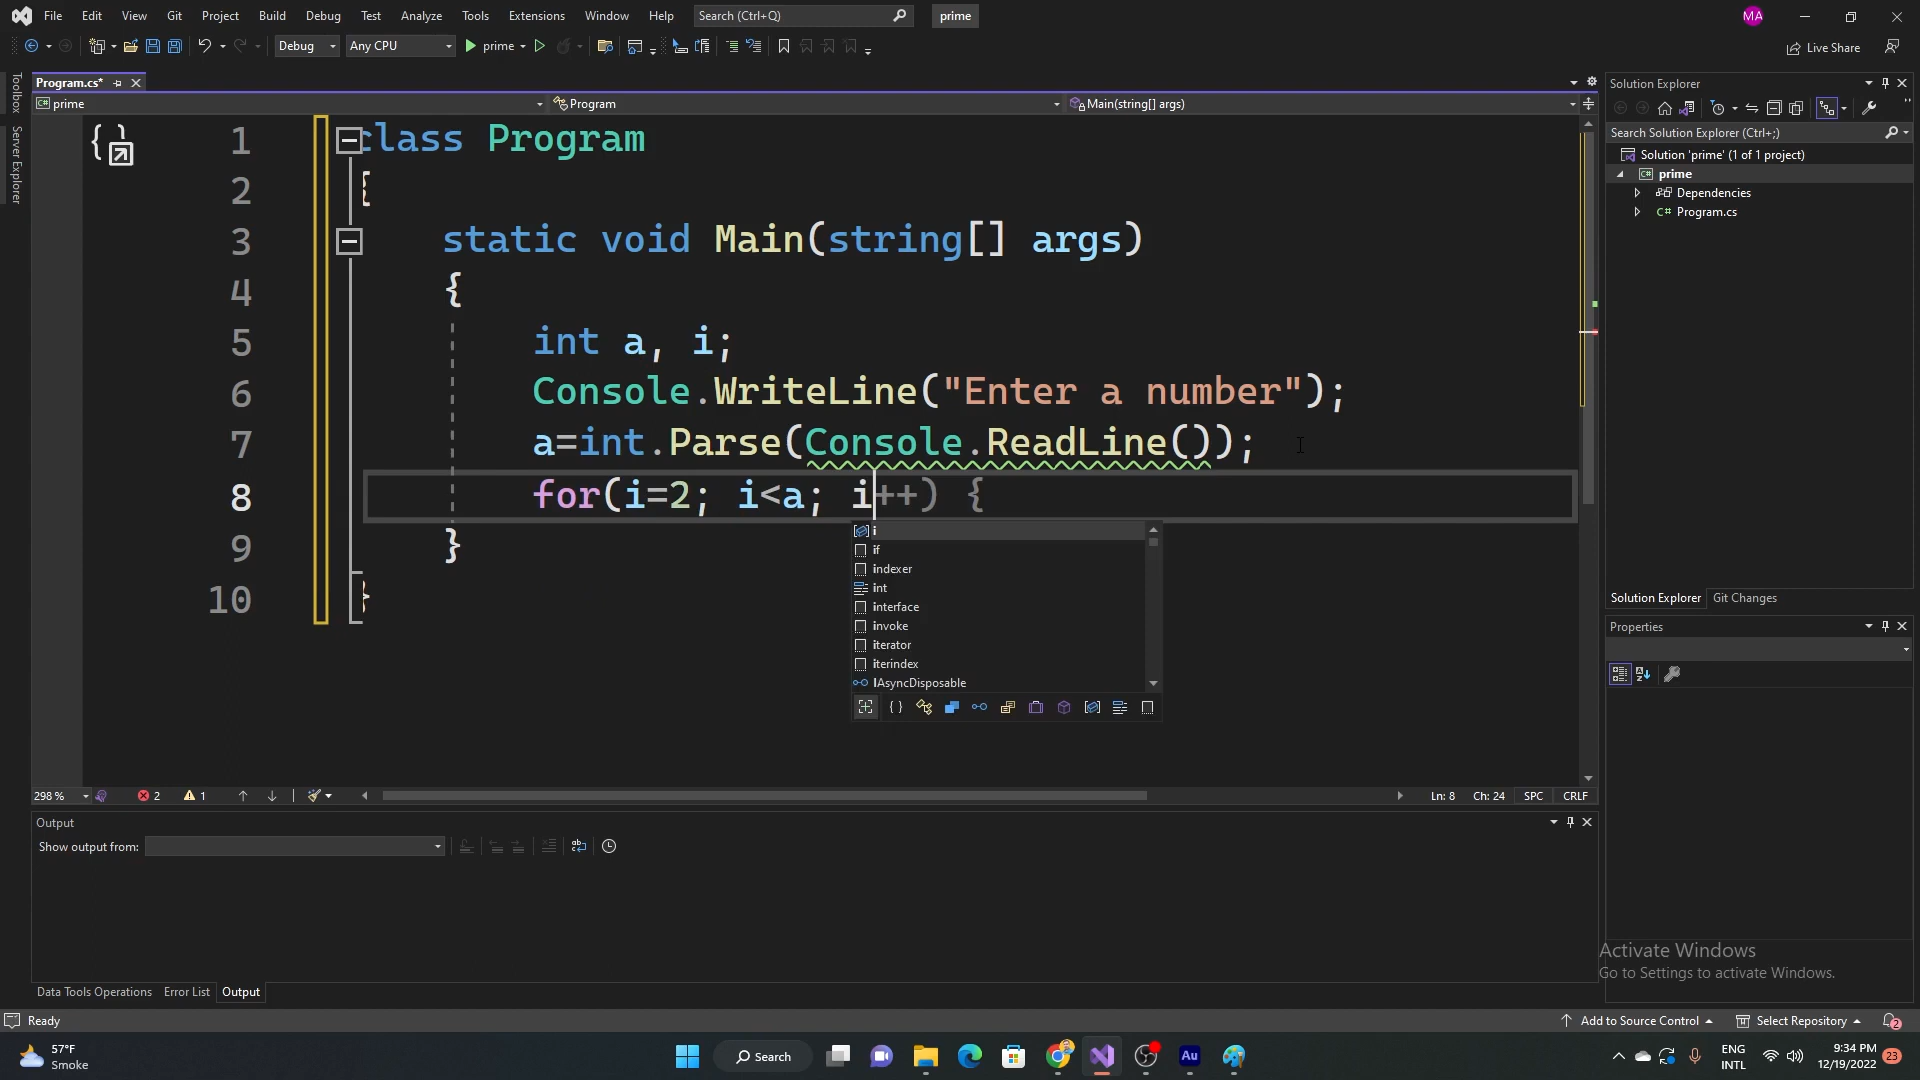 File Edit View Git Project Build Debug Test Analyze Tools Extensions Window Help Search (Ctrl+Q) prime MA
Debug Any CPU prime Live Share
Toolbox
Server Explorer
Program.cs*
prime Program Main(string[] args)
1 class Program
2 {
3 static void Main(string[] args)
4 {
5 int a, i;
6 Console.WriteLine("Enter a number");
7 a=int.Parse(Console.ReadLine());
8 for(i=2; i<a; i++) {
9 }
10 }
i
if
indexer
int
interface
invoke
iterator
iterindex
IAsyncDisposable
298 % 2 1 Ln: 8 Ch: 24 SPC CRLF
Output
Show output from:
Data Tools Operations Error List Output
Solution Explorer
Search Solution Explorer (Ctrl+;)
Solution 'prime' (1 of 1 project)
C# prime
Dependencies
C# Program.cs
Solution Explorer Git Changes
Properties
Activate Windows
Go to Settings to activate Windows.
Ready Add to Source Control Select Repository 2
57°F
Smoke
Search
Au
ENG
INTL
9:34 PM
12/19/2022
23